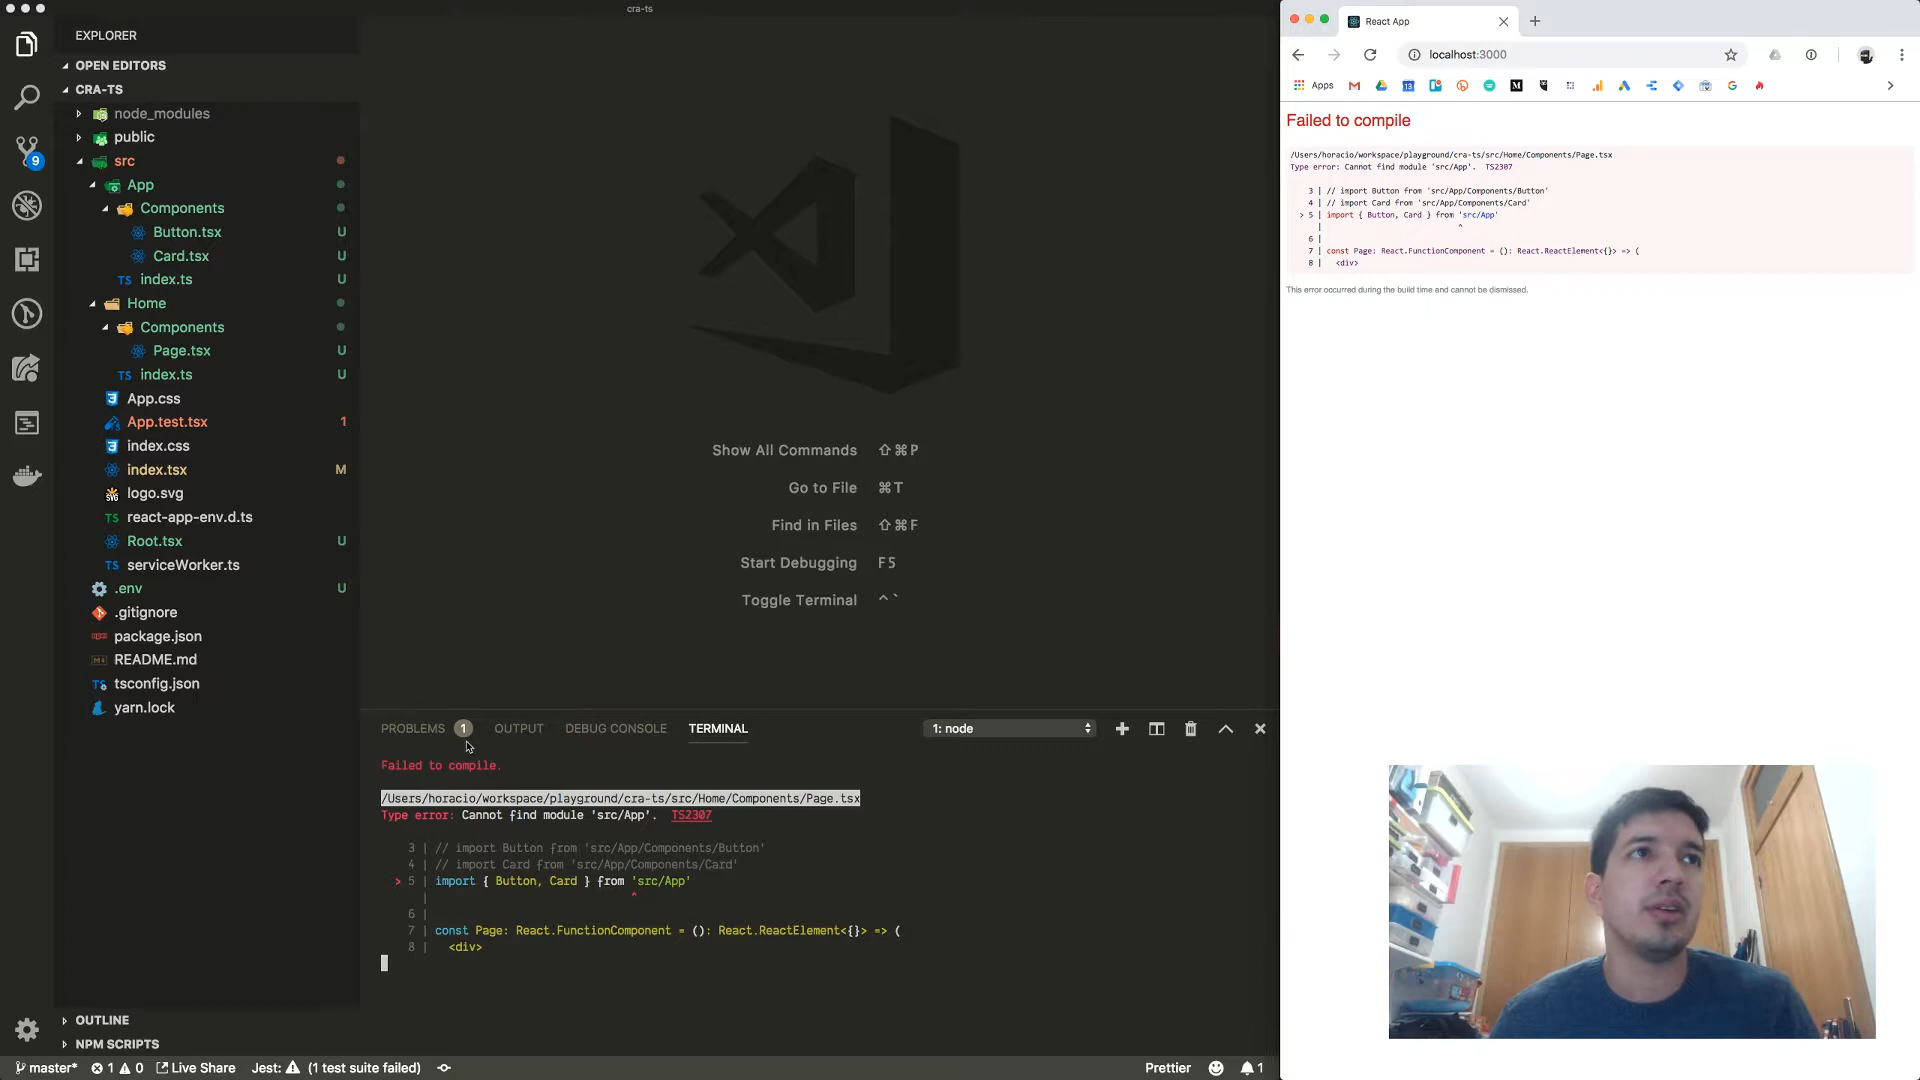 cra-ts
EXPLORER
OPEN EDITORS
CRA-TS
node_modules
public
src
App
Components
Button.tsx U
Card.tsx U
TS index.ts U
Home
Components
Page.tsx U
TS index.ts U
App.css
App.test.tsx 1
index.css
index.tsx M
logo.svg
TS react-app-env.d.ts
Root.tsx U
TS serviceWorker.ts
.env U
.gitignore
package.json
README.md
tsconfig.json
yarn.lock
OUTLINE
NPM SCRIPTS
9
Show All Commands ⇧⌘P
Go to File ⌘T
Find in Files ⇧⌘F
Start Debugging F5
Toggle Terminal ^`
PROBLEMS 1 OUTPUT DEBUG CONSOLE TERMINAL 1: node
Failed to compile.
/Users/horacio/workspace/playground/cra-ts/src/Home/Components/Page.tsx
Type error: Cannot find module 'src/App'. TS2307
3 | // import Button from 'src/App/Components/Button'
4 | // import Card from 'src/App/Components/Card'
> 5 | import { Button, Card } from 'src/App'
| ^
6 |
7 | const Page: React.FunctionComponent = (): React.ReactElement<{}> => (
8 | <div>
master* 1 0 Live Share Jest: (1 test suite failed) Prettier 1
React App
localhost:3000
Apps
Failed to compile
/Users/horacio/workspace/playground/cra-ts/src/Home/Components/Page.tsx
Type error: Cannot find module 'src/App'. TS2307
3 | // import Button from 'src/App/Components/Button'
4 | // import Card from 'src/App/Components/Card'
> 5 | import { Button, Card } from 'src/App'
| ^
6 |
7 | const Page: React.FunctionComponent = (): React.ReactElement<{}> => (
8 | <div>
This error occurred during the build time and cannot be dismissed.